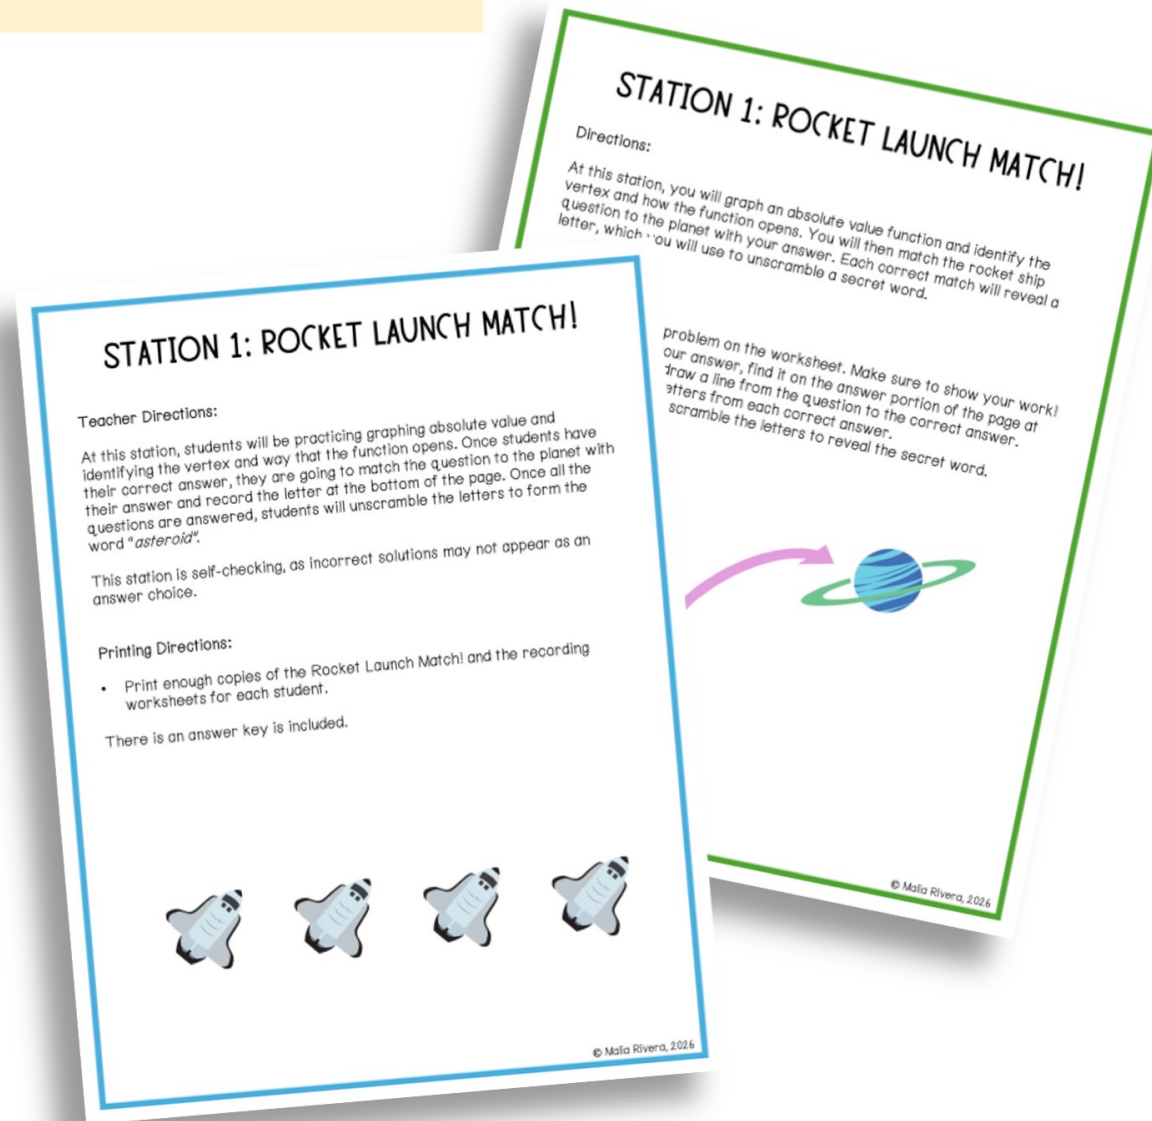 STATION 1: ROCKET LAUNCH MATCH!
Teacher Directions:
At this station, students will be practicing graphing absolute value and
identifying the vertex and way that the function opens. Once students have
their correct answer, they are going to match the question to the planet with
their answer and record the letter at the bottom of the page. Once all the
questions are answered, students will unscramble the letters to form the
word "asteroid".
This station is self-checking, as incorrect solutions may not appear as an
answer choice.
Printing Directions:
• Print enough copies of the Rocket Launch Match! and the recording
worksheets for each student.
There is an answer key is included.
© Malia Rivera, 2026
STATION 1: ROCKET LAUNCH MATCH!
Directions:
At this station, you will graph an absolute value function and identify the
vertex and how the function opens. You will then match the rocket ship
question to the planet with your answer. Each correct match will reveal a
letter, which you will use to unscramble a secret word.
problem on the worksheet. Make sure to show your work!
our answer, find it on the answer portion of the page at
draw a line from the question to the correct answer.
etters from each correct answer.
scramble the letters to reveal the secret word.
© Malia Rivera, 2026